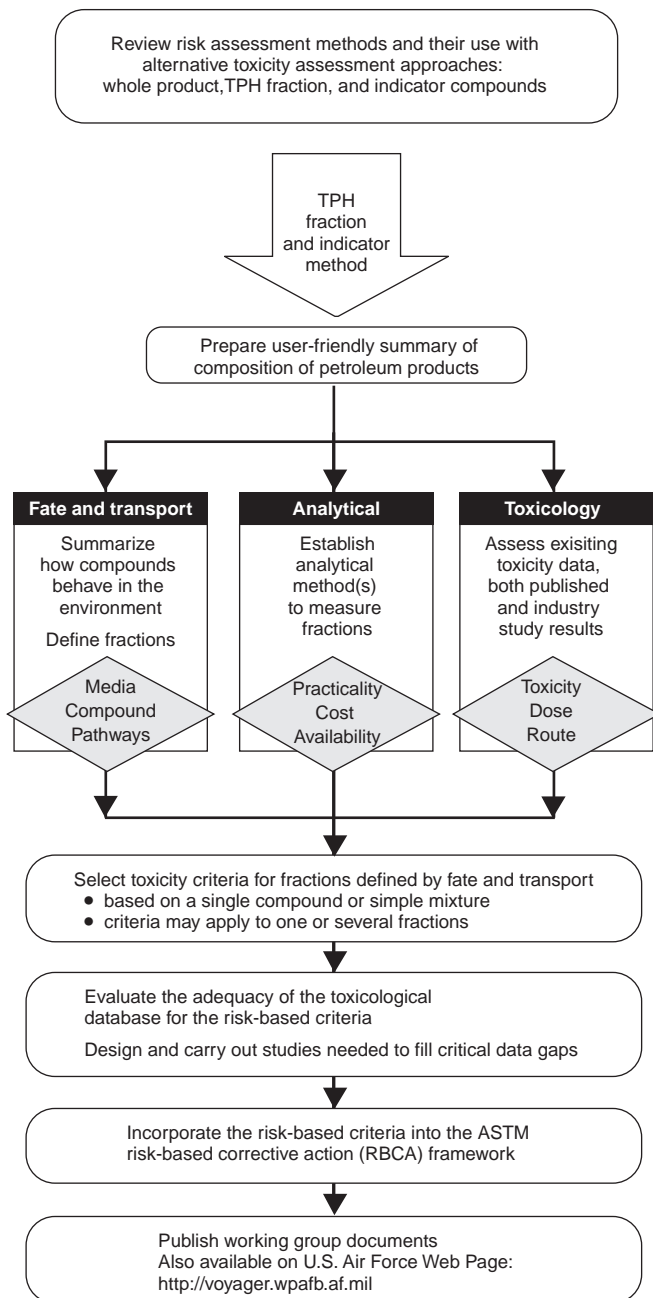 Review risk assessment methods and their use with
alternative toxicity assessment approaches:
whole product,TPH fraction, and indicator compounds
TPH
fraction
and indicator
method
Prepare user-friendly summary of
composition of petroleum products
Fate and transport
Summarize
how compounds
behave in the
environment
Define fractions
Media
Compound
Pathways
Analytical
Establish
analytical
method(s)
to measure
fractions
Practicality
Cost
Availability
Toxicology
Assess exisiting
toxicity data,
both published
and industry
study results
Toxicity
Dose
Route
Select toxicity criteria for fractions defined by fate and transport
• based on a single compound or simple mixture
• criteria may apply to one or several fractions
Evaluate the adequacy of the toxicological
database for the risk-based criteria
Design and carry out studies needed to fill critical data gaps
Incorporate the risk-based criteria into the ASTM
risk-based corrective action (RBCA) framework
Publish working group documents
Also available on U.S. Air Force Web Page:
http://voyager.wpafb.af.mil